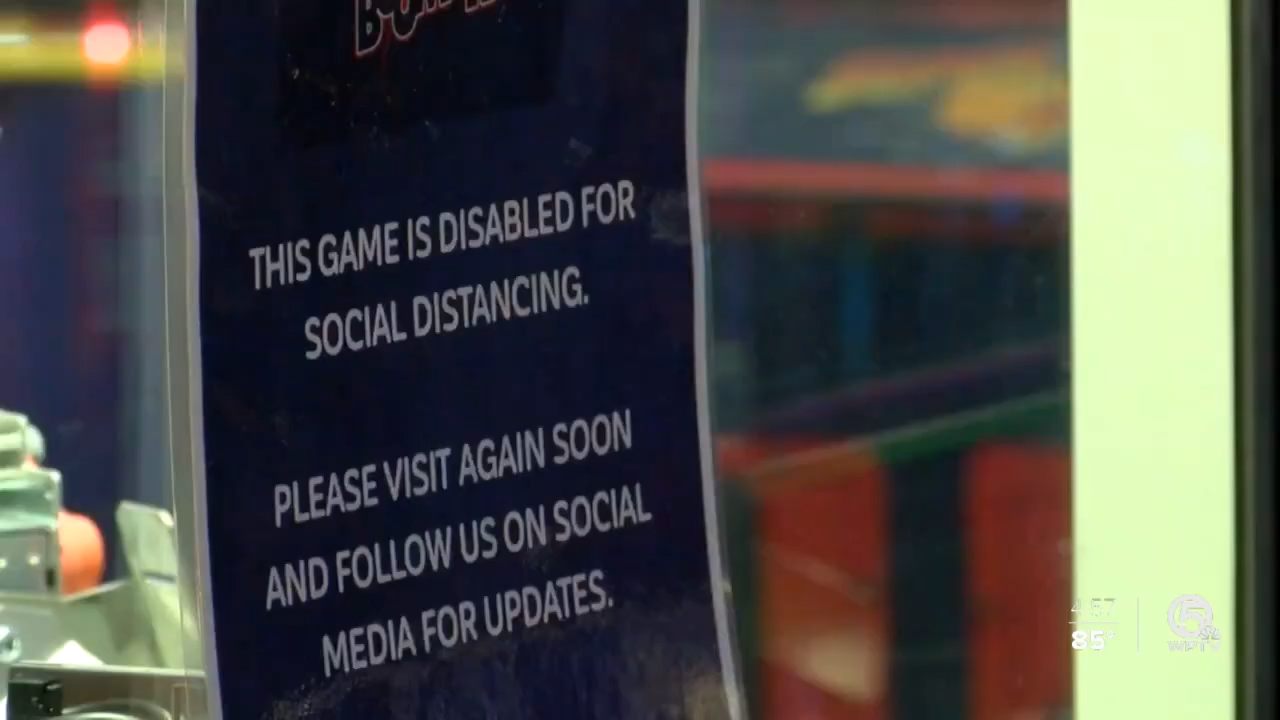 THIS GAME IS DISABLED FOR
SOCIAL DISTANCING.
PLEASE VISIT AGAIN SOON
AND FOLLOW US ON SOCIAL
MEDIA FOR UPDATES.
4:57
85°
5
WPTV